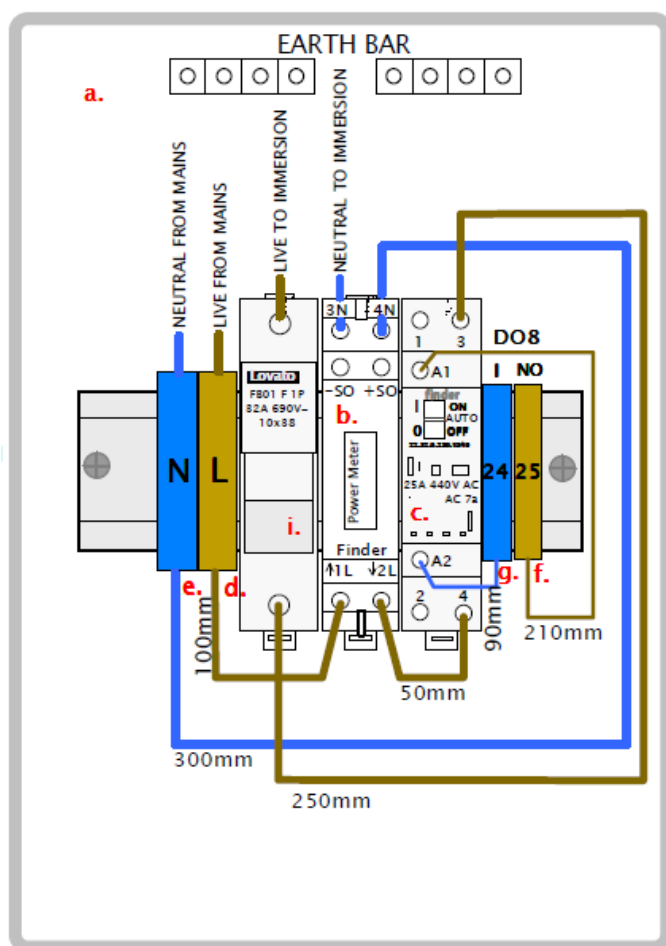 EARTH BAR
a.
NEUTRAL FROM MAINS
LIVE FROM MAINS
LIVE TO IMMERSION
NEUTRAL TO IMMERSION
3N 4N
1 3
DO8
Lovato
F801 F 1P
32A 690V~
10x38
-SO +SO
A1
I NO
finder
b.
I ON
AUTO
0 OFF
N L
Power Meter
24 25
25A 440V AC
AC 7a
c.
i.
Finder
A2
↑1L ↓2L
e. d.
g. f.
2 4
100mm
90mm
210mm
50mm
300mm
250mm